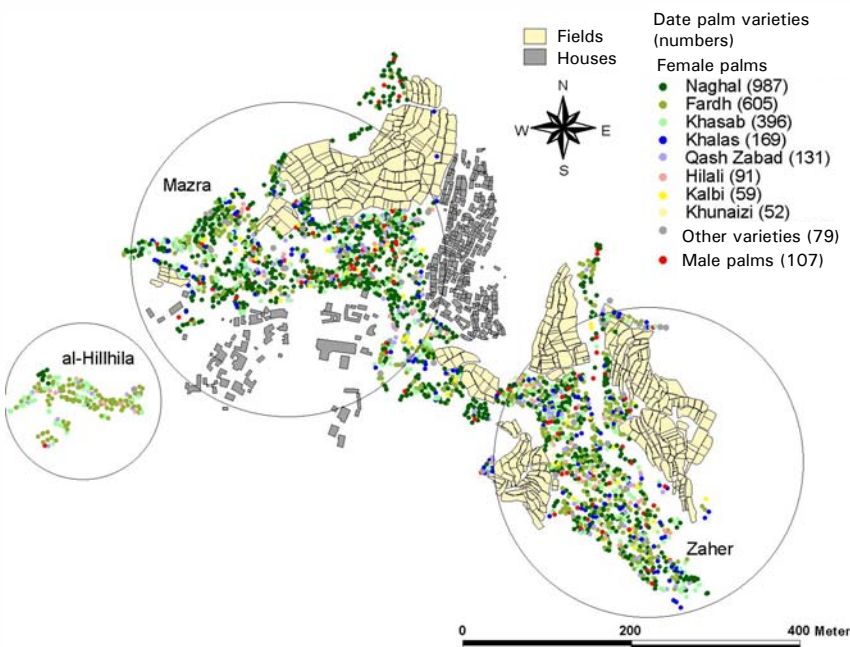 Date palm varieties
(numbers)
Fields
Houses
Female palms
Naghal (987)
Fardh (605)
Khasab (396)
Khalas (169)
Qash Zabad (131)
Hilali (91)
Kalbi (59)
Khunaizi (52)
Other varieties (79)
Male palms (107)
N
W E
S
Mazra
al-Hillhila
Zaher
0 200 400 Meter